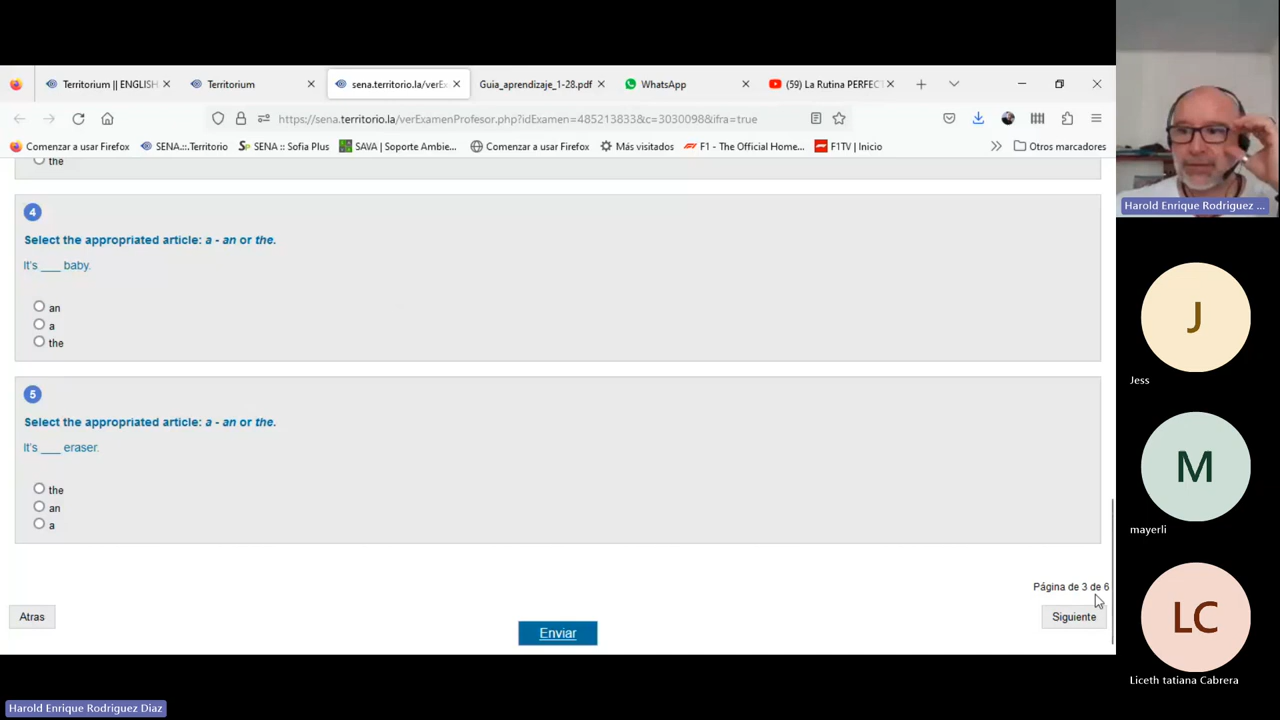 Territorium || ENGLISH
Territorium
sena.territorio.la/verEx
Guia_aprendizaje_1-28.pdf
WhatsApp
(59) La Rutina PERFECT
https://sena.territorio.la/verExamenProfesor.php?idExamen=485213833&c=3030098&ifra=true
Comenzar a usar Firefox
SENA.::.Territorio
SENA :: Sofia Plus
SAVA | Soporte Ambie...
Comenzar a usar Firefox
Más visitados
F1 - The Official Home...
F1TV | Inicio
Otros marcadores
the
4
Select the appropriated article: a - an or the.
It's ___ baby.
an
a
the
5
Select the appropriated article: a - an or the.
It's ___ eraser.
the
an
a
Página de 3 de 6
Atras
Siguiente
Enviar
Harold Enrique Rodriguez ...
J
Jess
M
mayerli
LC
Liceth tatiana Cabrera
Harold Enrique Rodriguez Diaz